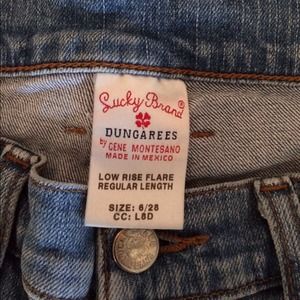 Lucky Brand®
DUNGAREES
by GENE MONTESANO
MADE IN MEXICO
LOW RISE FLARE
REGULAR LENGTH
SIZE: 6/28
CC: L8D